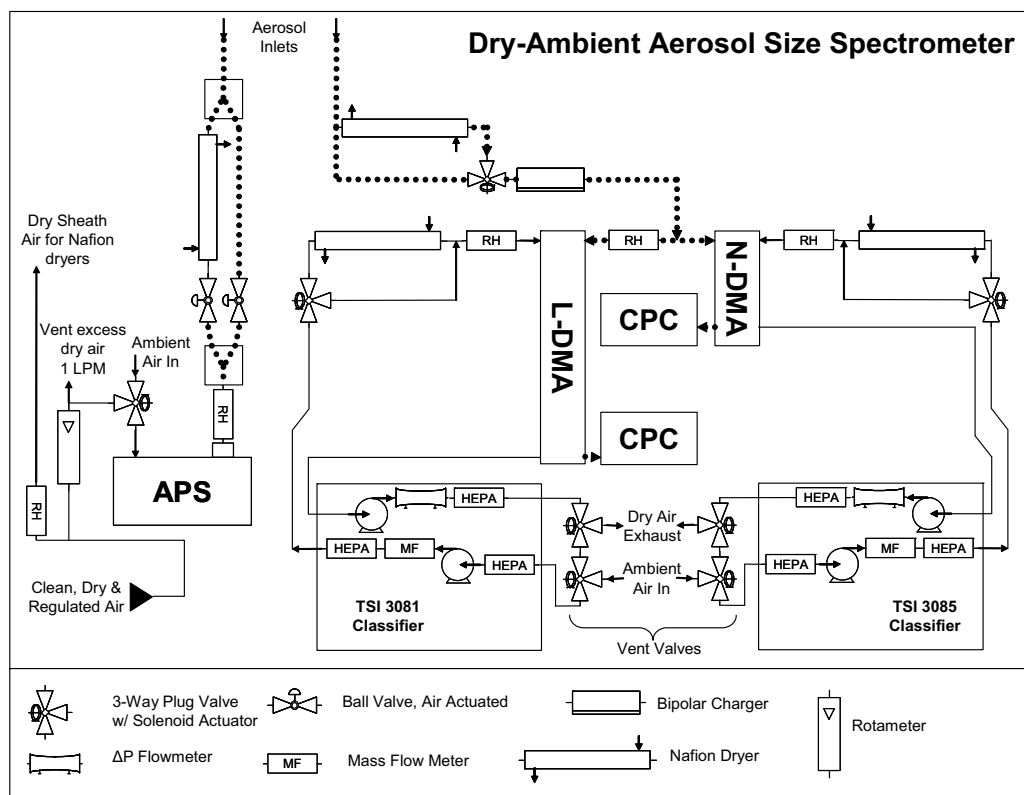 Aerosol
Inlets
Dry-Ambient Aerosol Size Spectrometer
Dry Sheath
Air for Nafion
dryers
Vent excess
dry air
1 LPM
Ambient
Air In
RH
RH
RH
RH
L-DMA
N-DMA
CPC
CPC
RH
APS
RH
Clean, Dry &
Regulated Air
HEPA
HEPA
MF
HEPA
TSI 3081
Classifier
Dry Air
Exhaust
Ambient
Air In
Vent Valves
HEPA
HEPA
MF
HEPA
TSI 3085
Classifier
3-Way Plug Valve
w/ Solenoid Actuator
Ball Valve, Air Actuated
Bipolar Charger
Rotameter
ΔP Flowmeter
MF
Mass Flow Meter
Nafion Dryer